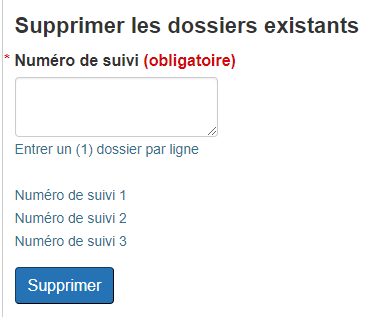 Supprimer les dossiers existants
* Numéro de suivi (obligatoire)
Entrer un (1) dossier par ligne
Numéro de suivi 1
Numéro de suivi 2
Numéro de suivi 3
Supprimer